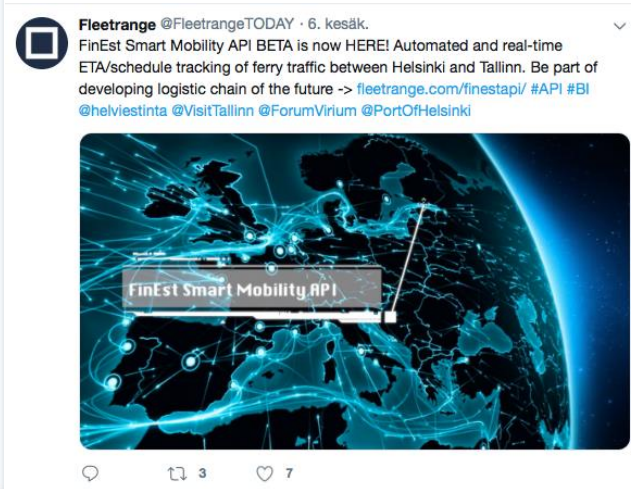 Fleetrange @FleetrangeTODAY · 6. kesäk.
FinEst Smart Mobility API BETA is now HERE! Automated and real-time
ETA/schedule tracking of ferry traffic between Helsinki and Tallinn. Be part of
developing logistic chain of the future -> fleetrange.com/finestapi/ #API #BI
@helviestinta @VisitTallinn @ForumVirium @PortOfHelsinki
FinEst Smart Mobility API
3 7